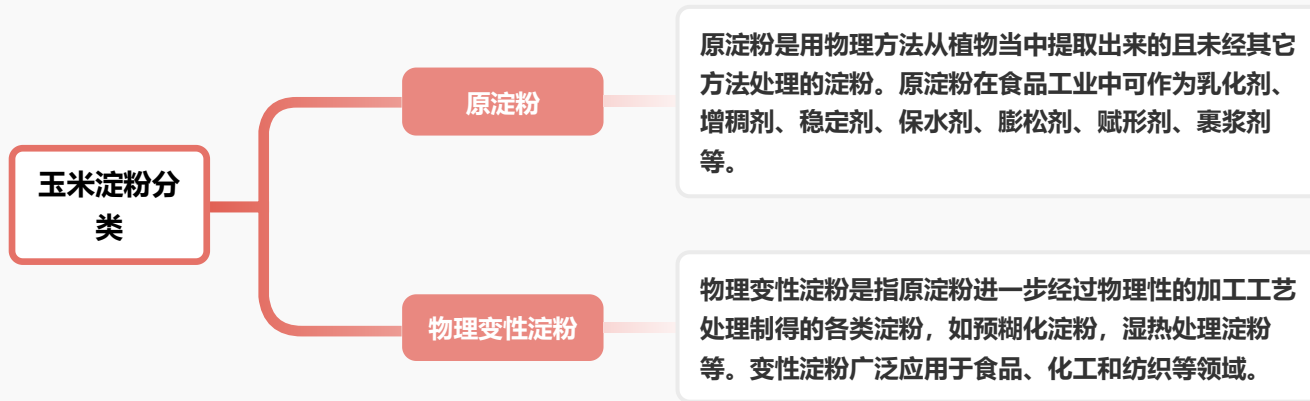 玉米淀粉分
类
原淀粉
原淀粉是用物理方法从植物当中提取出来的且未经其它
方法处理的淀粉。原淀粉在食品工业中可作为乳化剂、
增稠剂、稳定剂、保水剂、膨松剂、赋形剂、裹浆剂
等。
物理变性淀粉
物理变性淀粉是指原淀粉进一步经过物理性的加工工艺
处理制得的各类淀粉，如预糊化淀粉，湿热处理淀粉
等。变性淀粉广泛应用于食品、化工和纺织等领域。